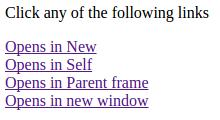 Click any of the following links
Opens in New
Opens in Self
Opens in Parent frame
Opens in new window